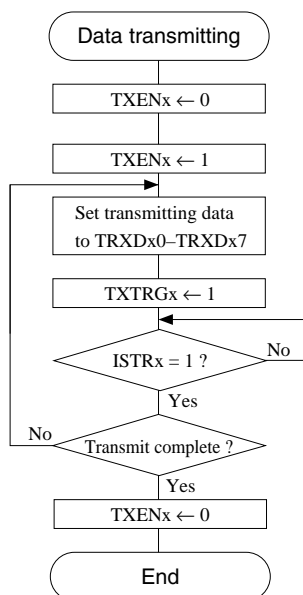 Data transmitting
TXENx ← 0
TXENx ← 1
Set transmitting data
to TRXDx0–TRXDx7
TXTRGx ← 1
ISTRx = 1 ?
No
Yes
No
Transmit complete ?
Yes
TXENx ← 0
End